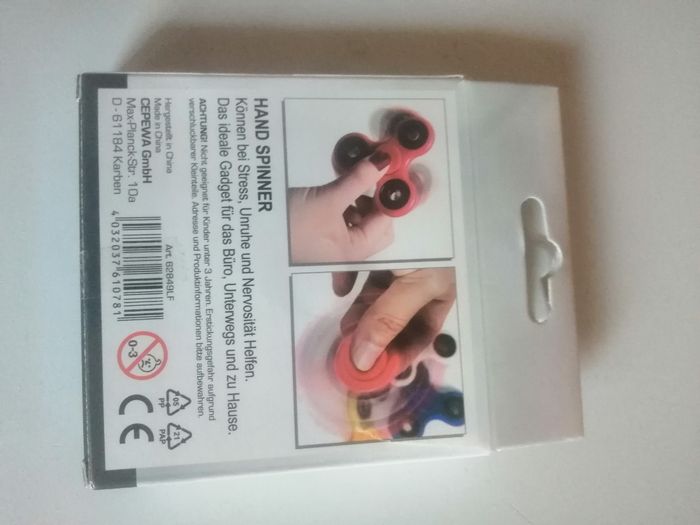 HAND SPINNER
Können bei Stress, Unruhe und Nervosität Helfen.
Das ideale Gadget für das Büro, Unterwegs und zu Hause.
ACHTUNG! Nicht geeignet für Kinder unter 3 Jahren. Erstickungsgefahr aufgrund
verschluckbarer Kleinteile. Adresse und Produktinformationen bitte aufbewahren.
Hergestellt in China
Made in China
CEPEWA GmbH
Max-Planck-Str. 10a
D - 61184 Karben
Art. 62849LF
4 032037 610781
0-3
05
PP
21
PAP
CE